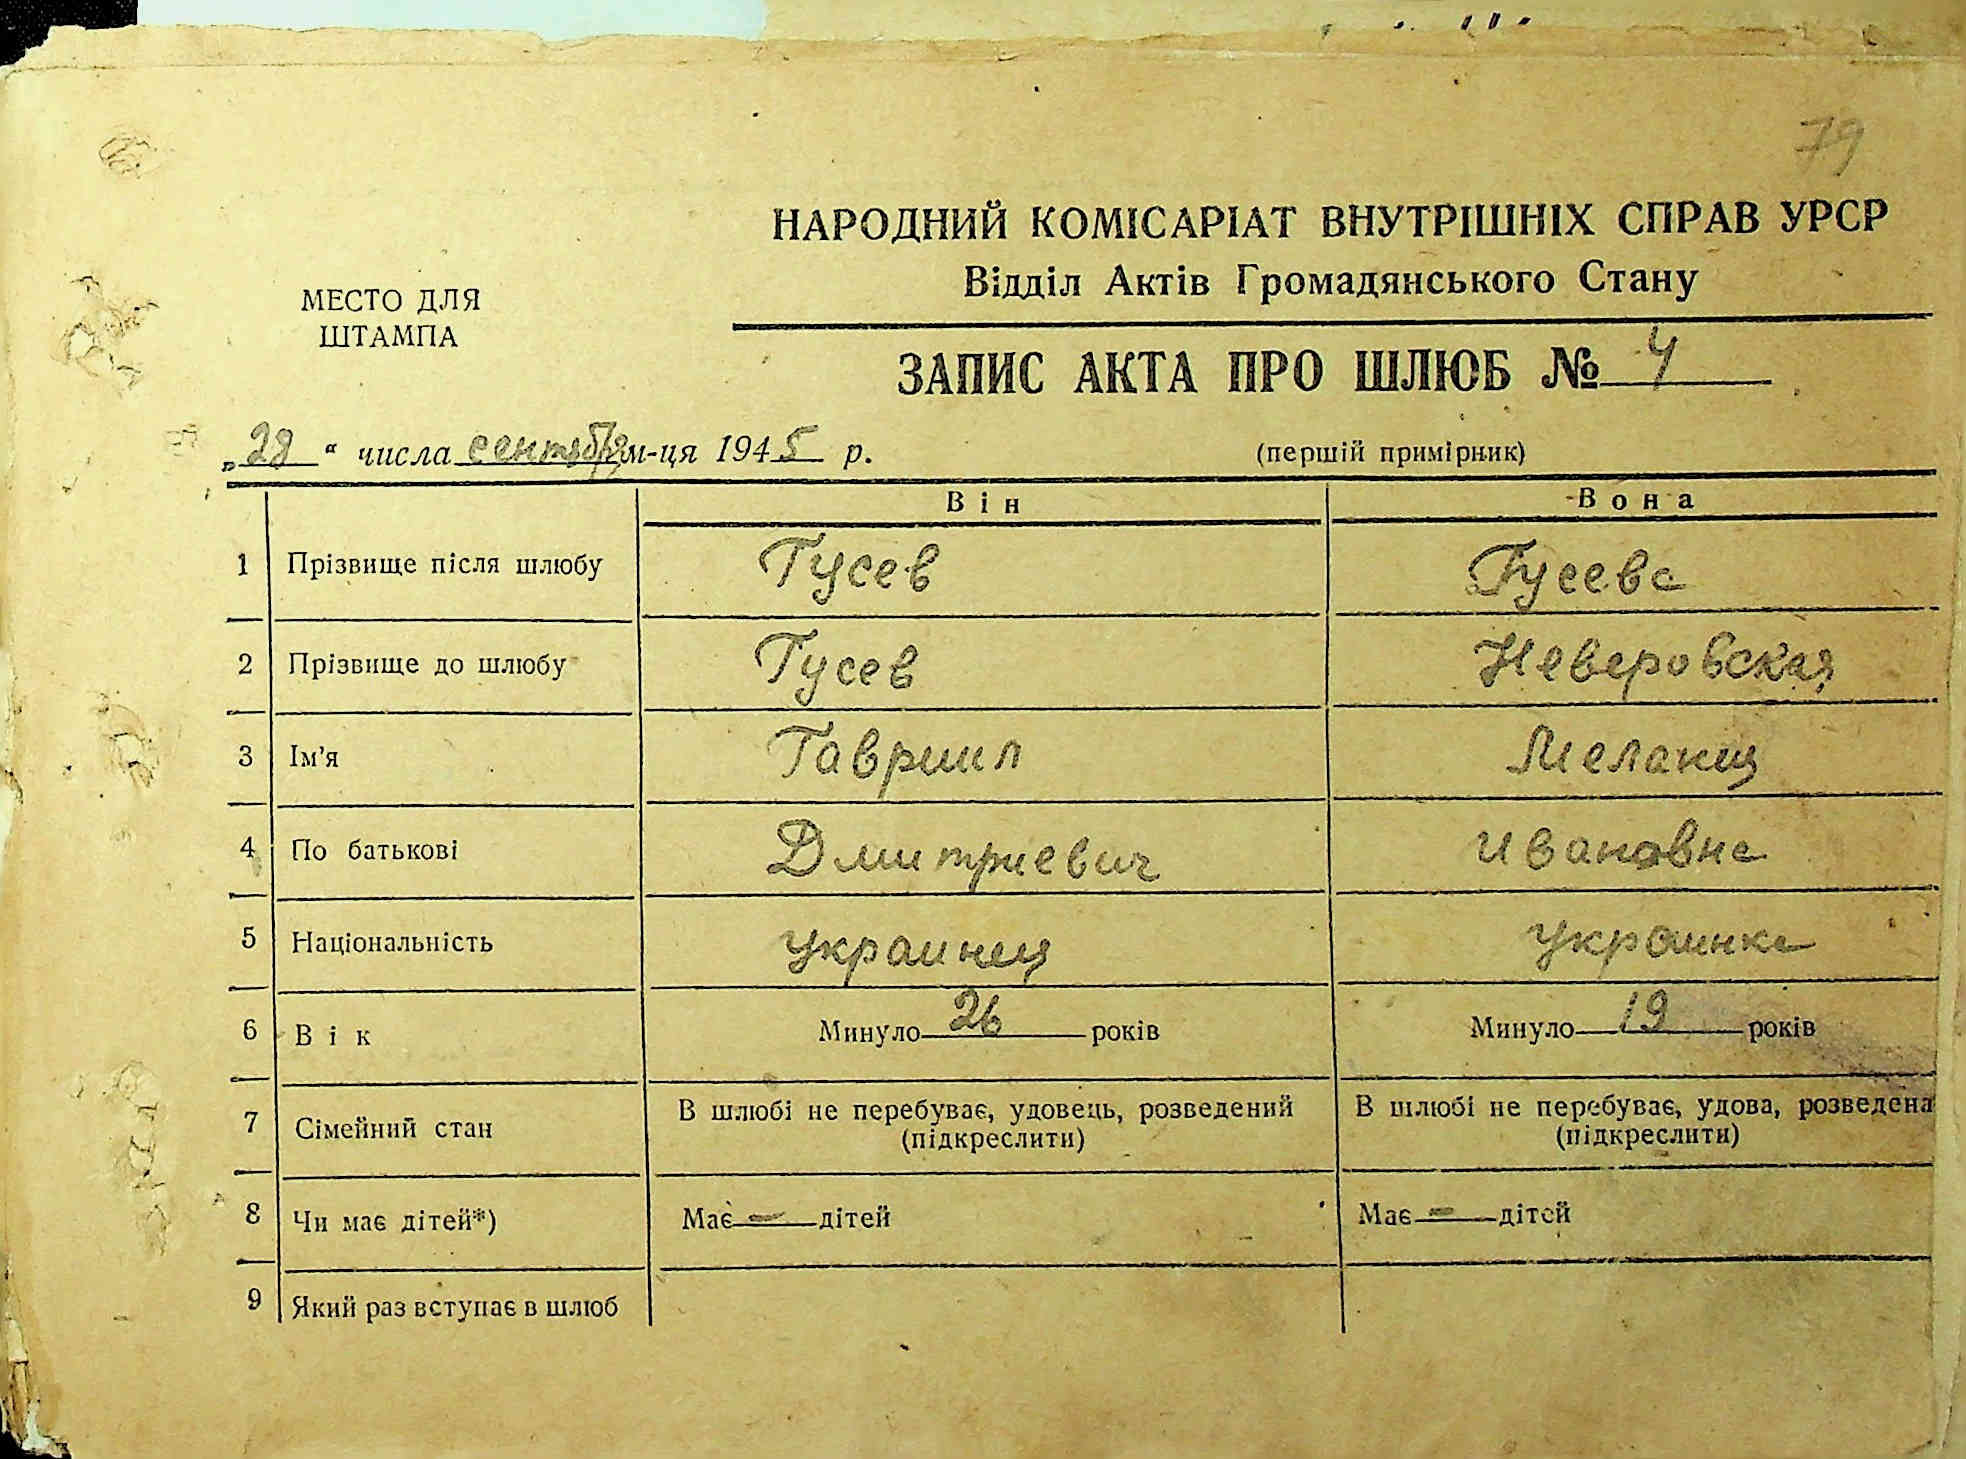 79
НАРОДНИЙ КОМІСАРІАТ ВНУТРІШНІХ СПРАВ УРСР
Відділ Актів Громадянського Стану
МЕСТО ДЛЯ
ШТАМПА
ЗАПИС АКТА ПРО ШЛЮБ № 4
„28“ числа сентября м-ця 1945 р. (першій примірник)
Він Вона
1 Прізвище після шлюбу Гусев Гусева
2 Прізвище до шлюбу Гусев Неверовская
3 Ім'я Гавриил Мелания
4 По батькові Дмитриевич Ивановна
5 Національність украинец украинка
6 Вік Минуло 26 років Минуло 19 років
7 Сімейний стан В шлюбі не перебуває, удовець, розведений (підкреслити) В шлюбі не перебуває, удова, розведена (підкреслити)
8 Чи має дітей*) Має — дітей Має — дітей
9 Який раз вступає в шлюб